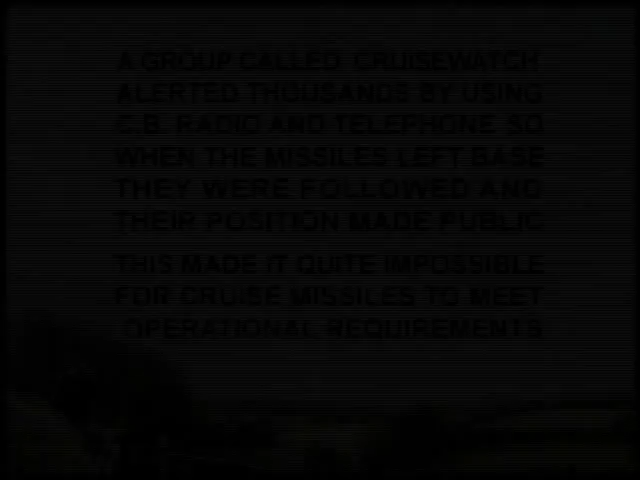 A GROUP CALLED CRUISEWATCH
ALERTED THOUSANDS BY USING
C.B. RADIO AND TELEPHONE SO
WHEN THE MISSILES LEFT BASE
THEY WERE FOLLOWED AND
THEIR POSITION MADE PUBLIC
THIS MADE IT QUITE IMPOSSIBLE
FOR CRUISE MISSILES TO MEET
OPERATIONAL REQUIREMENTS